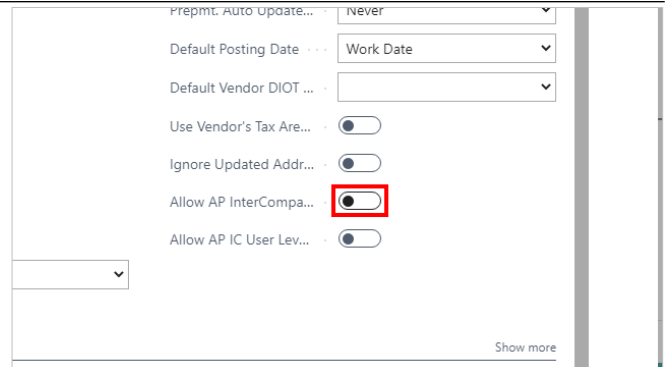 Prepmt. Auto Update... Never
Default Posting Date Work Date
Default Vendor DIOT ...
Use Vendor's Tax Are...
Ignore Updated Addr...
Allow AP InterCompa...
Allow AP IC User Lev...
Show more